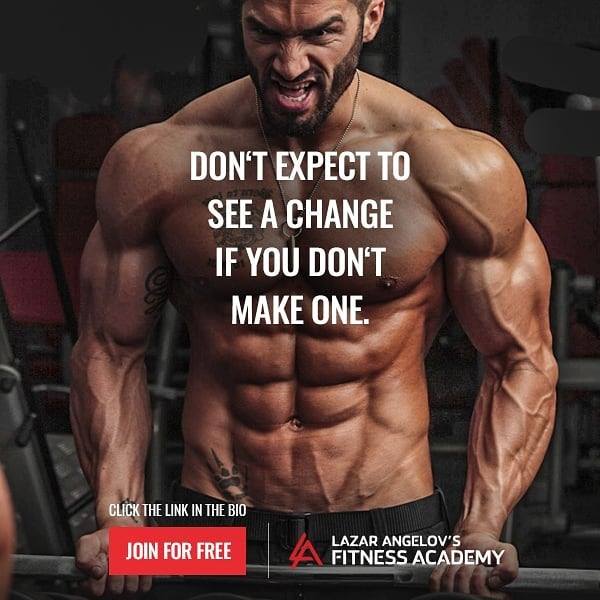 DON‘T EXPECT TO
SEE A CHANGE
IF YOU DON‘T
MAKE ONE.
CLICK THE LINK IN THE BIO
JOIN FOR FREE
LAZAR ANGELOV’S
FITNESS ACADEMY